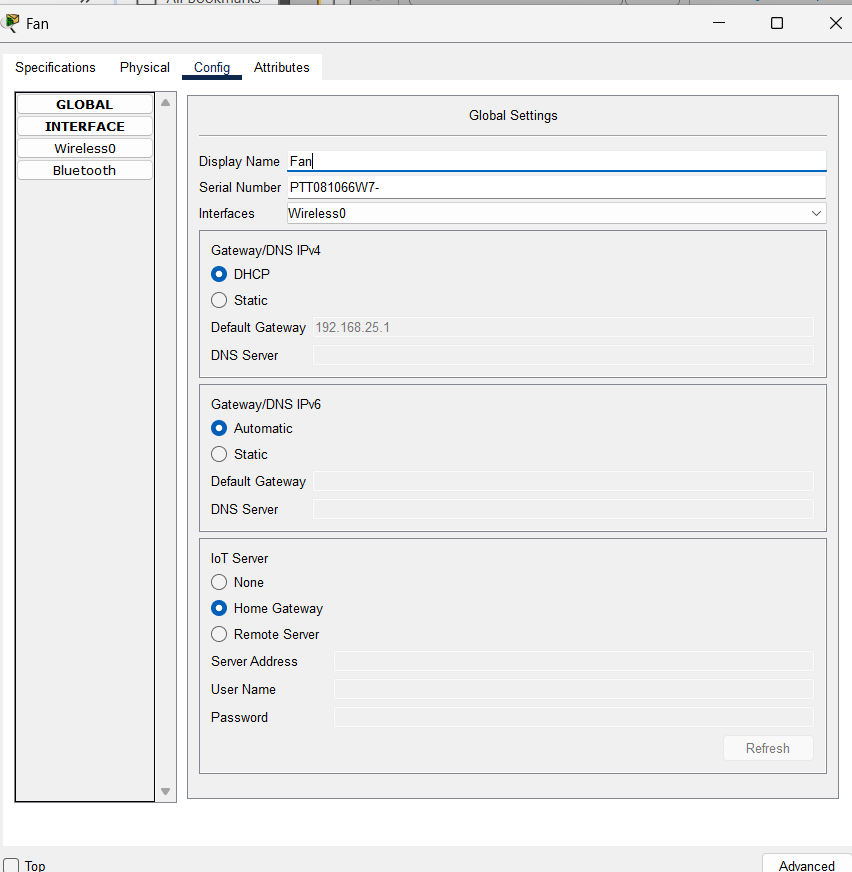 All Bookmarks
Fan
Specifications Physical Config Attributes
GLOBAL
INTERFACE
Wireless0
Bluetooth
Global Settings
Display Name Fan
Serial Number PTT081066W7-
Interfaces Wireless0
Gateway/DNS IPv4
DHCP
Static
Default Gateway 192.168.25.1
DNS Server
Gateway/DNS IPv6
Automatic
Static
Default Gateway
DNS Server
IoT Server
None
Home Gateway
Remote Server
Server Address
User Name
Password
Refresh
Top
Advanced